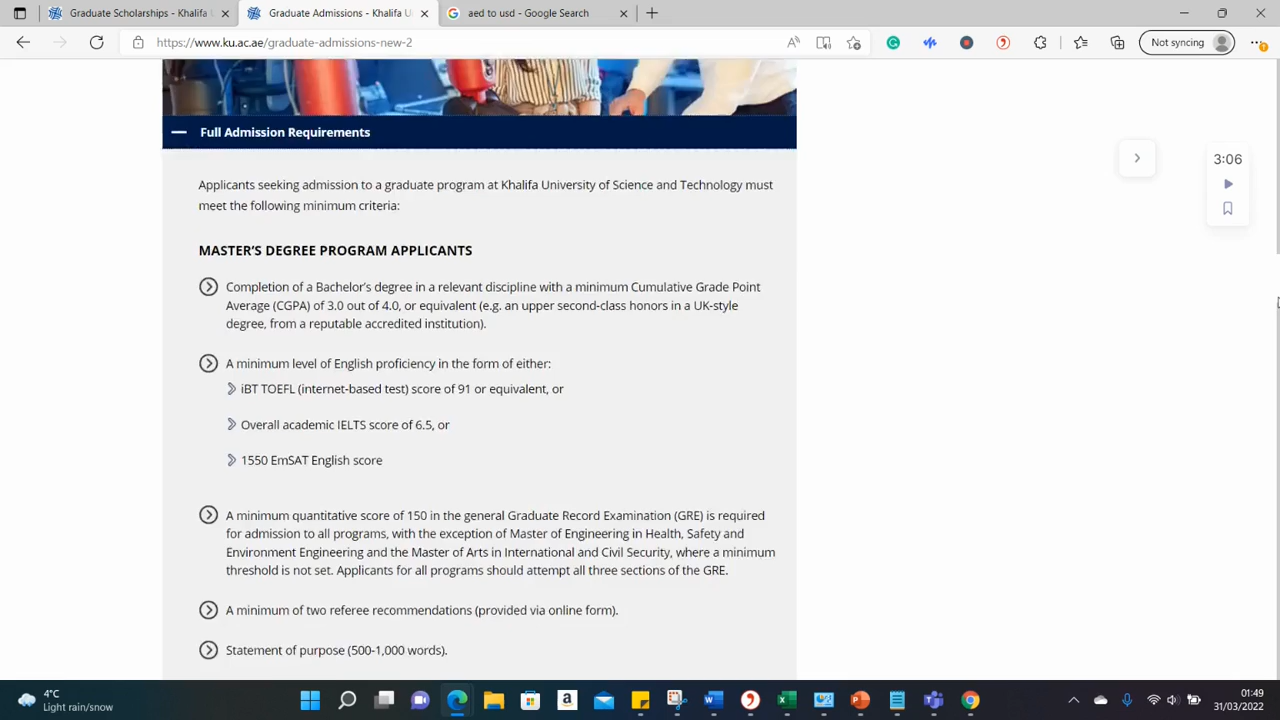 Graduate Scholarships - Khalifa U
Graduate Admissions - Khalifa U
aed to usd - Google Search
https://www.ku.ac.ae/graduate-admissions-new-2
Not syncing
Full Admission Requirements
3:06
Applicants seeking admission to a graduate program at Khalifa University of Science and Technology must
meet the following minimum criteria:
MASTER'S DEGREE PROGRAM APPLICANTS
Completion of a Bachelor's degree in a relevant discipline with a minimum Cumulative Grade Point
Average (CGPA) of 3.0 out of 4.0, or equivalent (e.g. an upper second-class honors in a UK-style
degree, from a reputable accredited institution).
A minimum level of English proficiency in the form of either:
iBT TOEFL (internet-based test) score of 91 or equivalent, or
Overall academic IELTS score of 6.5, or
1550 EmSAT English score
A minimum quantitative score of 150 in the general Graduate Record Examination (GRE) is required
for admission to all programs, with the exception of Master of Engineering in Health, Safety and
Environment Engineering and the Master of Arts in International and Civil Security, where a minimum
threshold is not set. Applicants for all programs should attempt all three sections of the GRE.
A minimum of two referee recommendations (provided via online form).
Statement of purpose (500-1,000 words).
4°C
Light rain/snow
01:49
31/03/2022